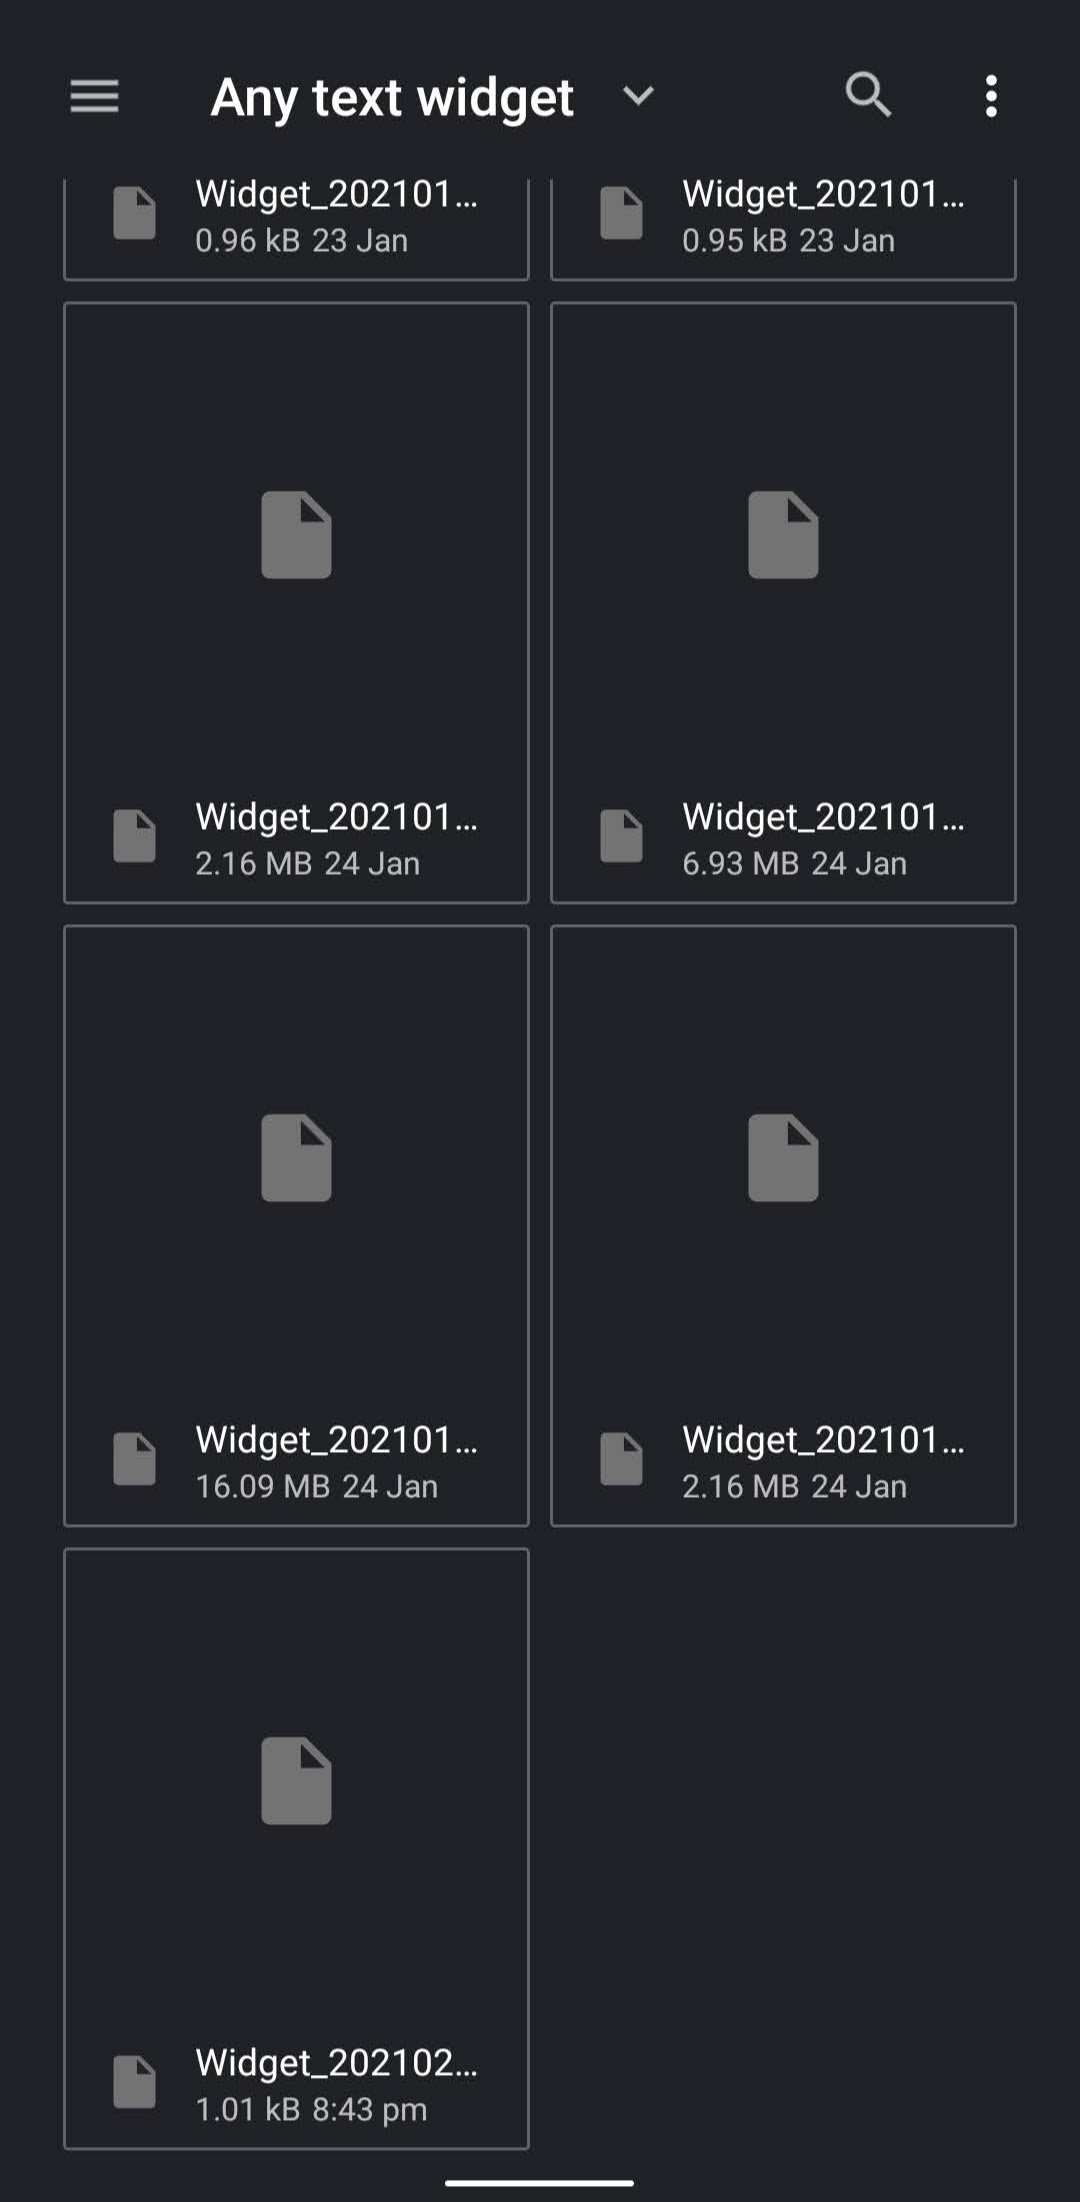 Any text widget
Widget_202101...
0.96 kB 23 Jan
Widget_202101...
0.95 kB 23 Jan
Widget_202101...
2.16 MB 24 Jan
Widget_202101...
6.93 MB 24 Jan
Widget_202101...
16.09 MB 24 Jan
Widget_202101...
2.16 MB 24 Jan
Widget_202102...
1.01 kB 8:43 pm